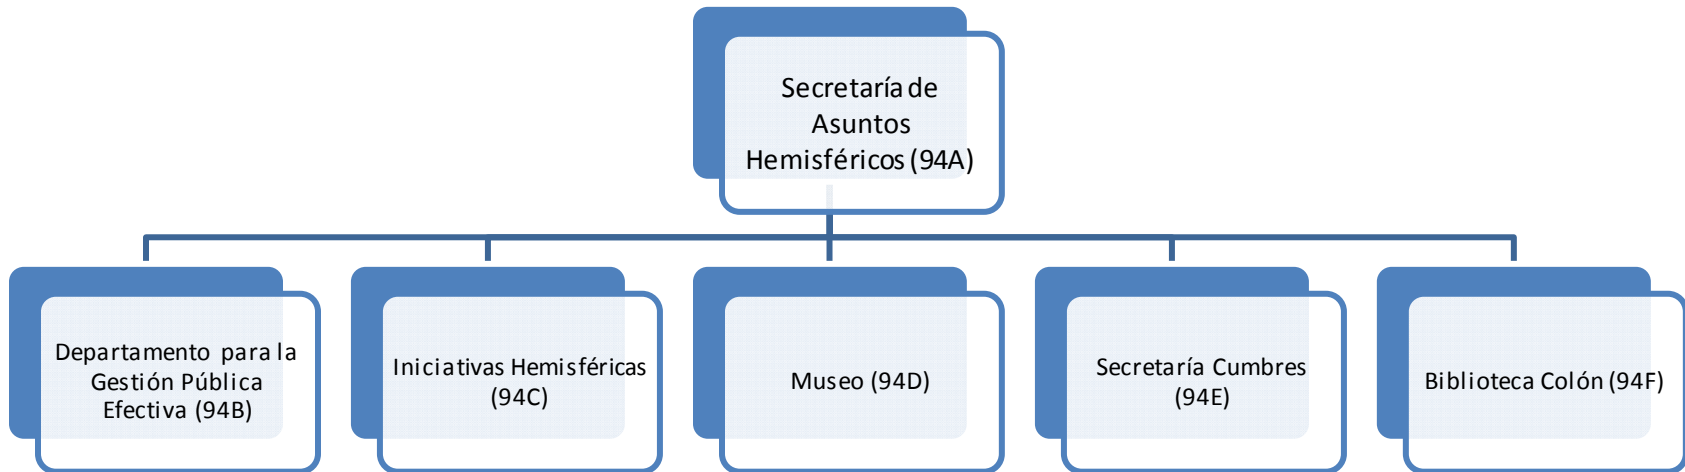 Secretaría de
Asuntos
Hemisféricos (94A)
Departamento para la
Gestión Pública
Efectiva (94B)
Iniciativas Hemisféricas
(94C)
Museo (94D)
Secretaría Cumbres
(94E)
Biblioteca Colón (94F)